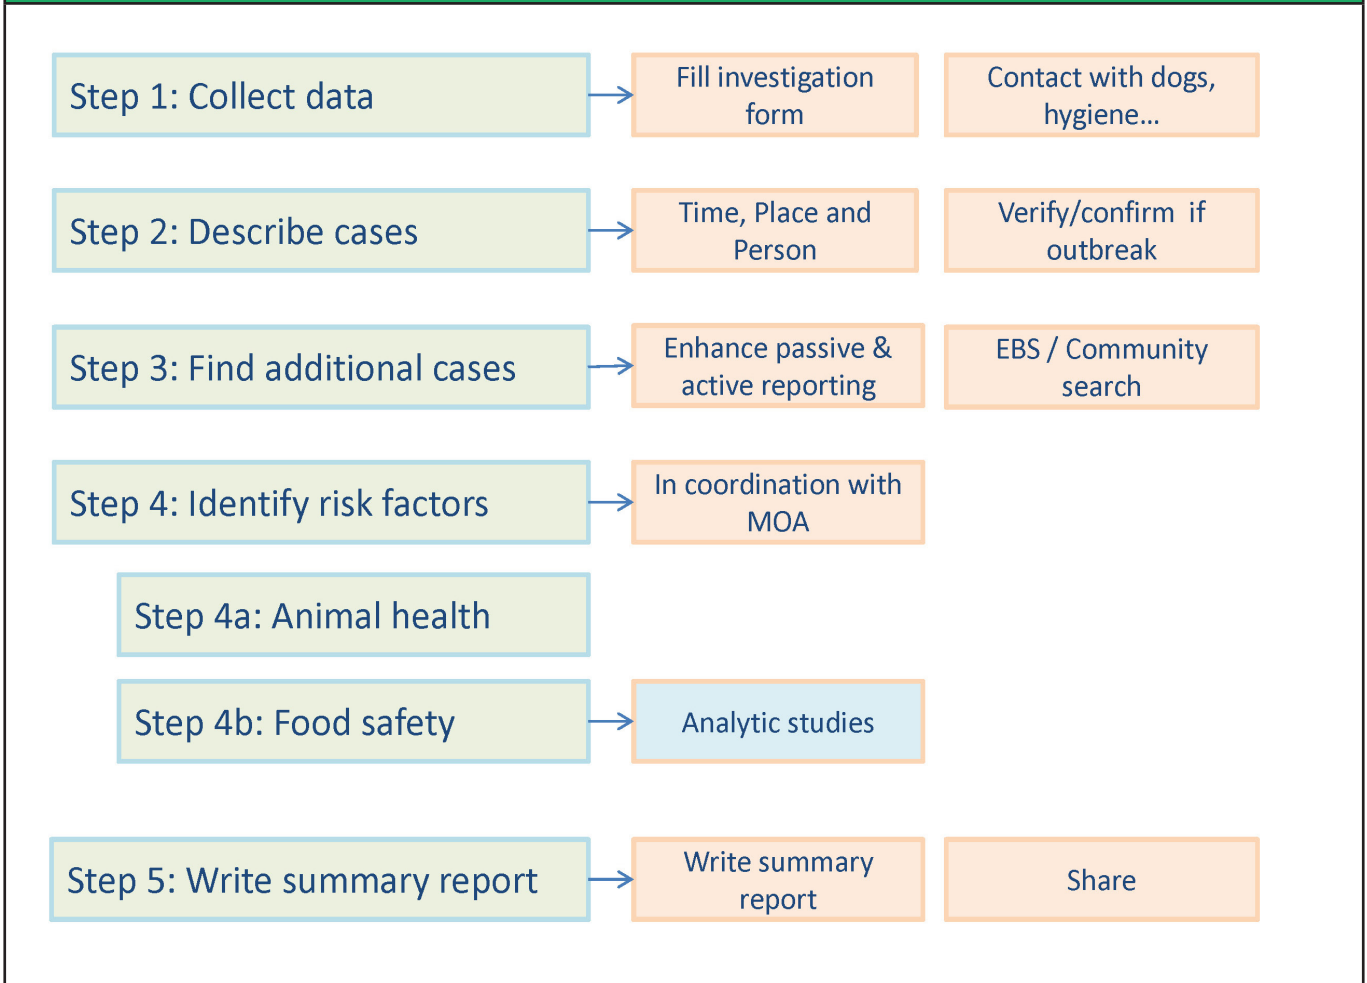 Step 1: Collect data
Fill investigation
form
Contact with dogs,
hygiene...
Step 2: Describe cases
Time, Place and
Person
Verify/confirm if
outbreak
Step 3: Find additional cases
Enhance passive &
active reporting
EBS / Community
search
Step 4: Identify risk factors
In coordination with
MOA
Step 4a: Animal health
Step 4b: Food safety
Analytic studies
Step 5: Write summary report
Write summary
report
Share